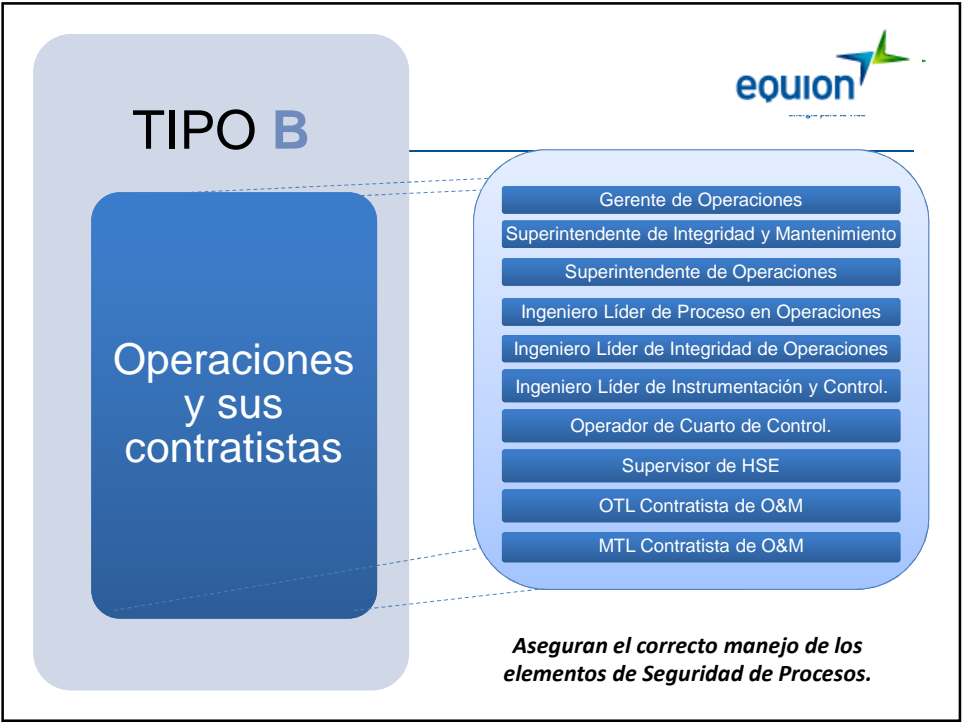 equion
TIPO B
Operaciones
y sus
contratistas
Gerente de Operaciones
Superintendente de Integridad y Mantenimiento
Superintendente de Operaciones
Ingeniero Líder de Proceso en Operaciones
Ingeniero Líder de Integridad de Operaciones
Ingeniero Líder de Instrumentación y Control.
Operador de Cuarto de Control.
Supervisor de HSE
OTL Contratista de O&M
MTL Contratista de O&M
Aseguran el correcto manejo de los
elementos de Seguridad de Procesos.